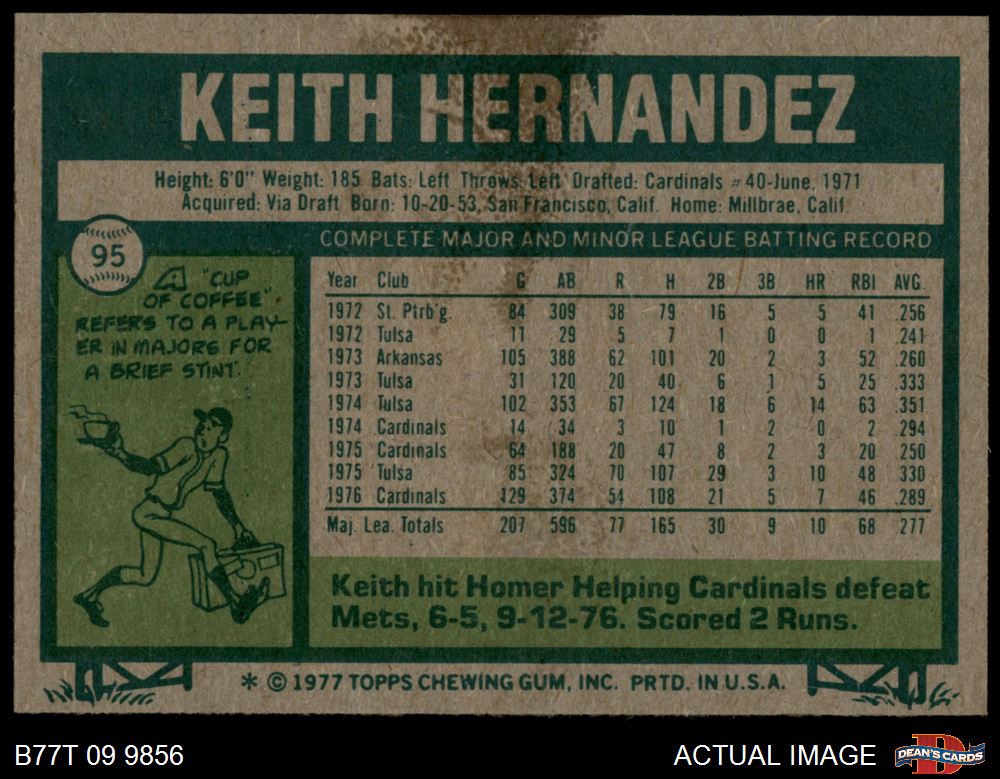 KEITH HERNANDEZ
Height: 6'0" Weight: 185 Bats: Left Throws: Left Drafted: Cardinals #40-June, 1971
Acquired: Via Draft Born: 10-20-53, San Francisco, Calif. Home: Millbrae, Calif.
95
COMPLETE MAJOR AND MINOR LEAGUE BATTING RECORD
A "CUP
OF COFFEE"
REFERS TO A PLAY-
ER IN MAJORS FOR
A BRIEF STINT.
Year Club G AB R H 2B 3B HR RBI AVG.
1972 St. Ptrb'g. 84 309 38 79 16 5 5 41 .256
1972 Tulsa 11 29 5 7 1 0 0 1 .241
1973 Arkansas 105 388 62 101 20 2 3 52 .260
1973 Tulsa 31 120 20 40 6 1 5 25 .333
1974 Tulsa 102 353 67 124 18 6 14 63 .351
1974 Cardinals 14 34 3 10 1 2 0 2 .294
1975 Cardinals 64 188 20 47 8 2 3 20 .250
1975 Tulsa 85 324 70 107 29 3 10 48 .330
1976 Cardinals 129 374 54 108 21 5 7 46 .289
Maj. Lea. Totals 207 596 77 165 30 9 10 68 .277
Keith hit Homer Helping Cardinals defeat
Mets, 6-5, 9-12-76. Scored 2 Runs.
* © 1977 TOPPS CHEWING GUM, INC. PRTD. IN U.S.A.
B77T 09 9856 ACTUAL IMAGE DEAN'S CARDS